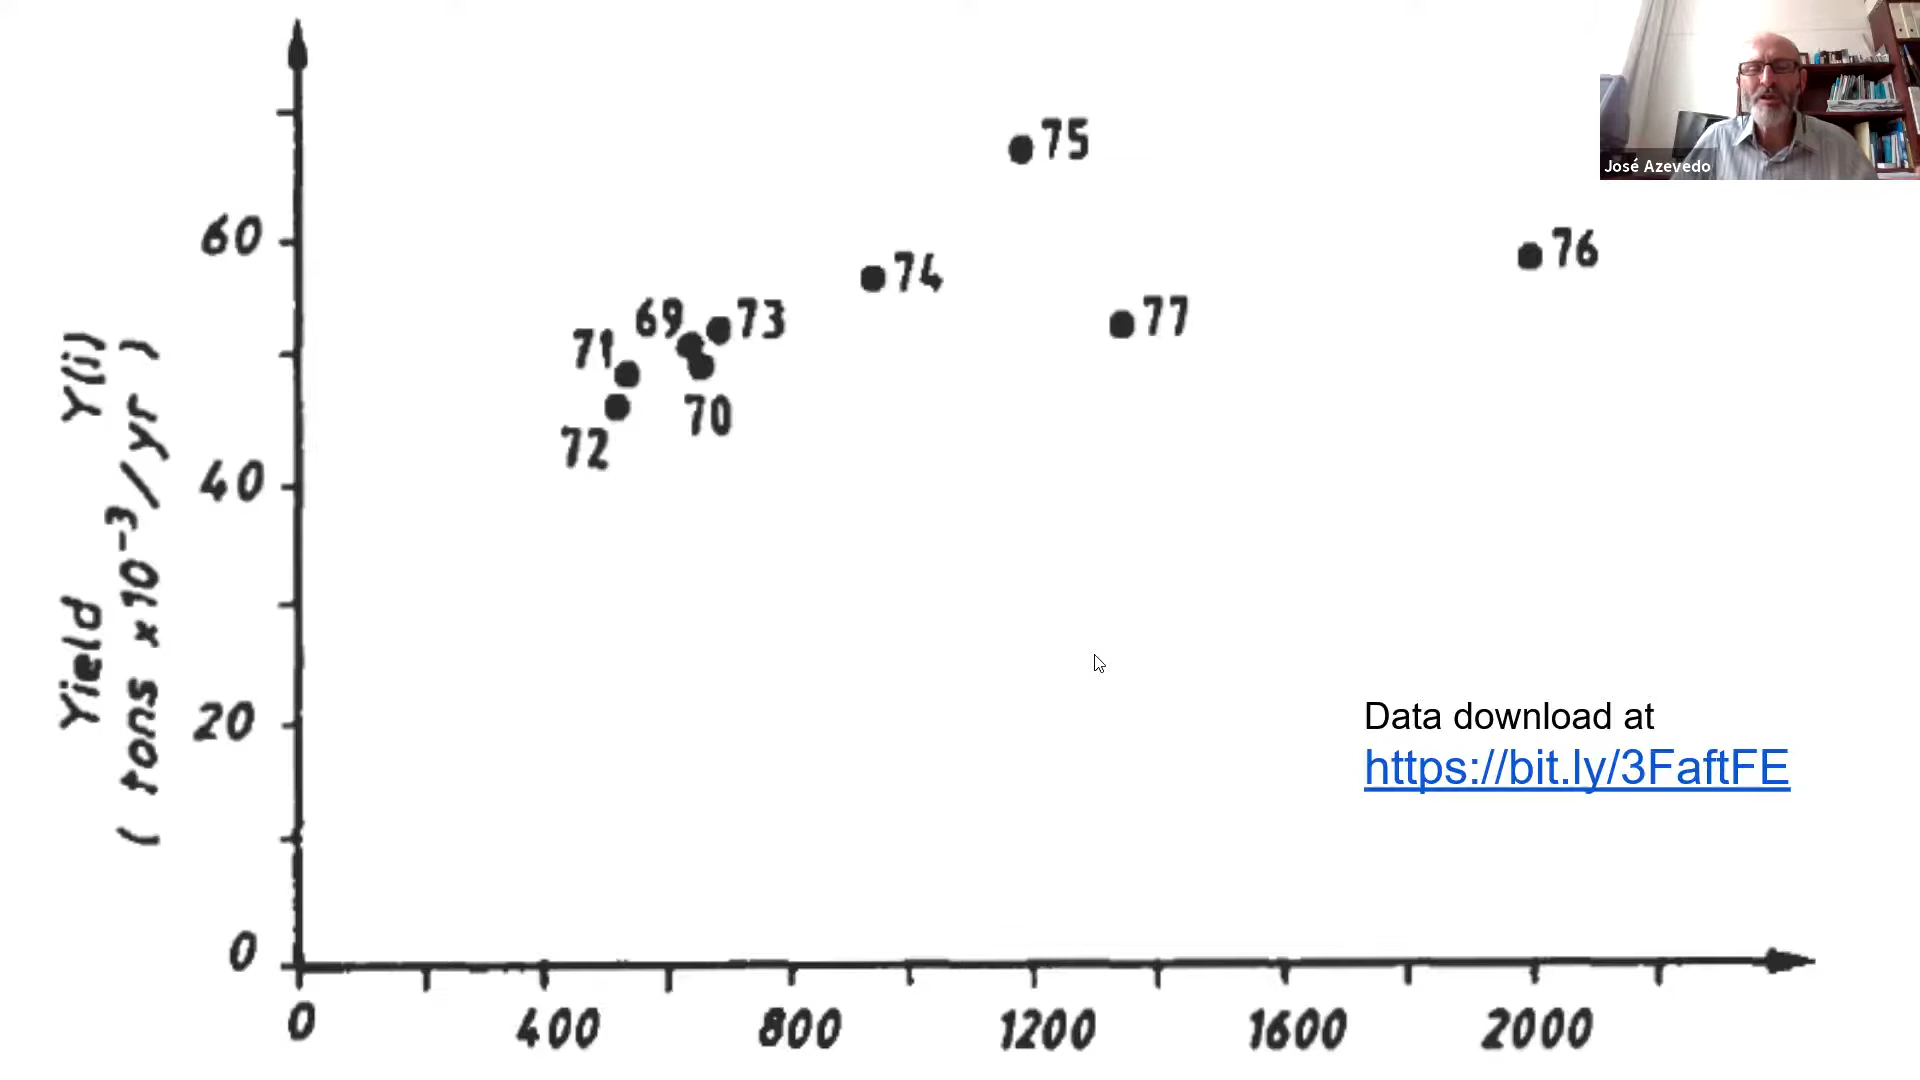 75
José Azevedo
60
76
74
69
73
77
71
70
72
40
Yield Y(i)
( tons x10⁻³/yr )
20
Data download at
https://bit.ly/3FaftFE
0
0 400 800 1200 1600 2000